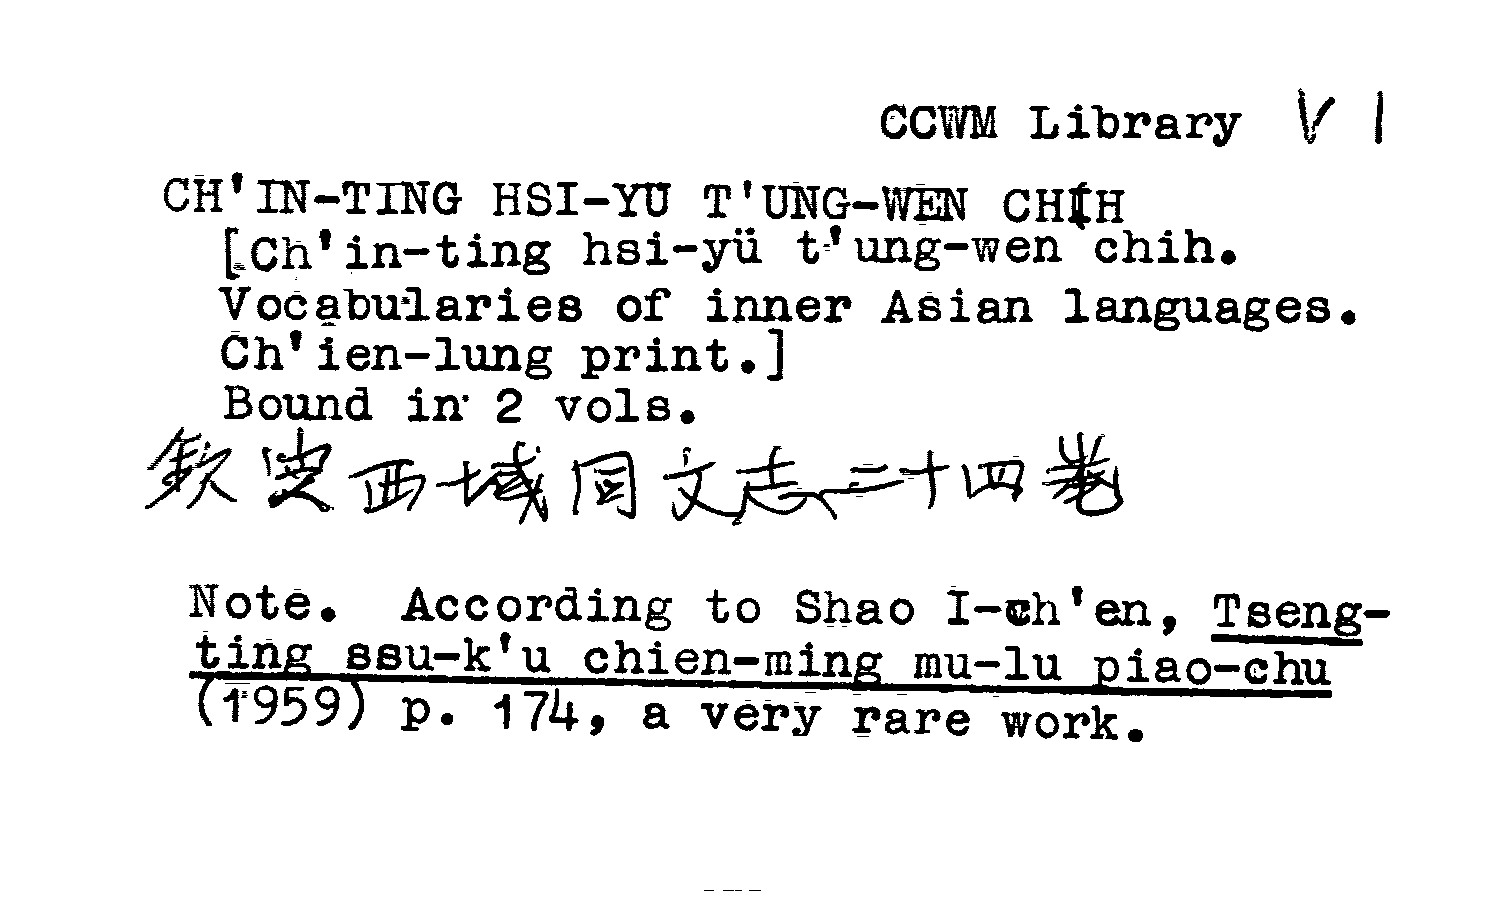 CCWM Library V 1
CH'IN-TING HSI-YU T'UNG-WEN CHIH
[Ch'in-ting hsi-yü t'ung-wen chih.
Vocabularies of inner Asian languages.
Ch'ien-lung print.]
Bound in 2 vols.
欽定西域同文志二十四卷
Note. According to Shao I-ch'en, Tseng-
ting ssu-k'u chien-ming mu-lu piao-chu
(1959) p. 174, a very rare work.